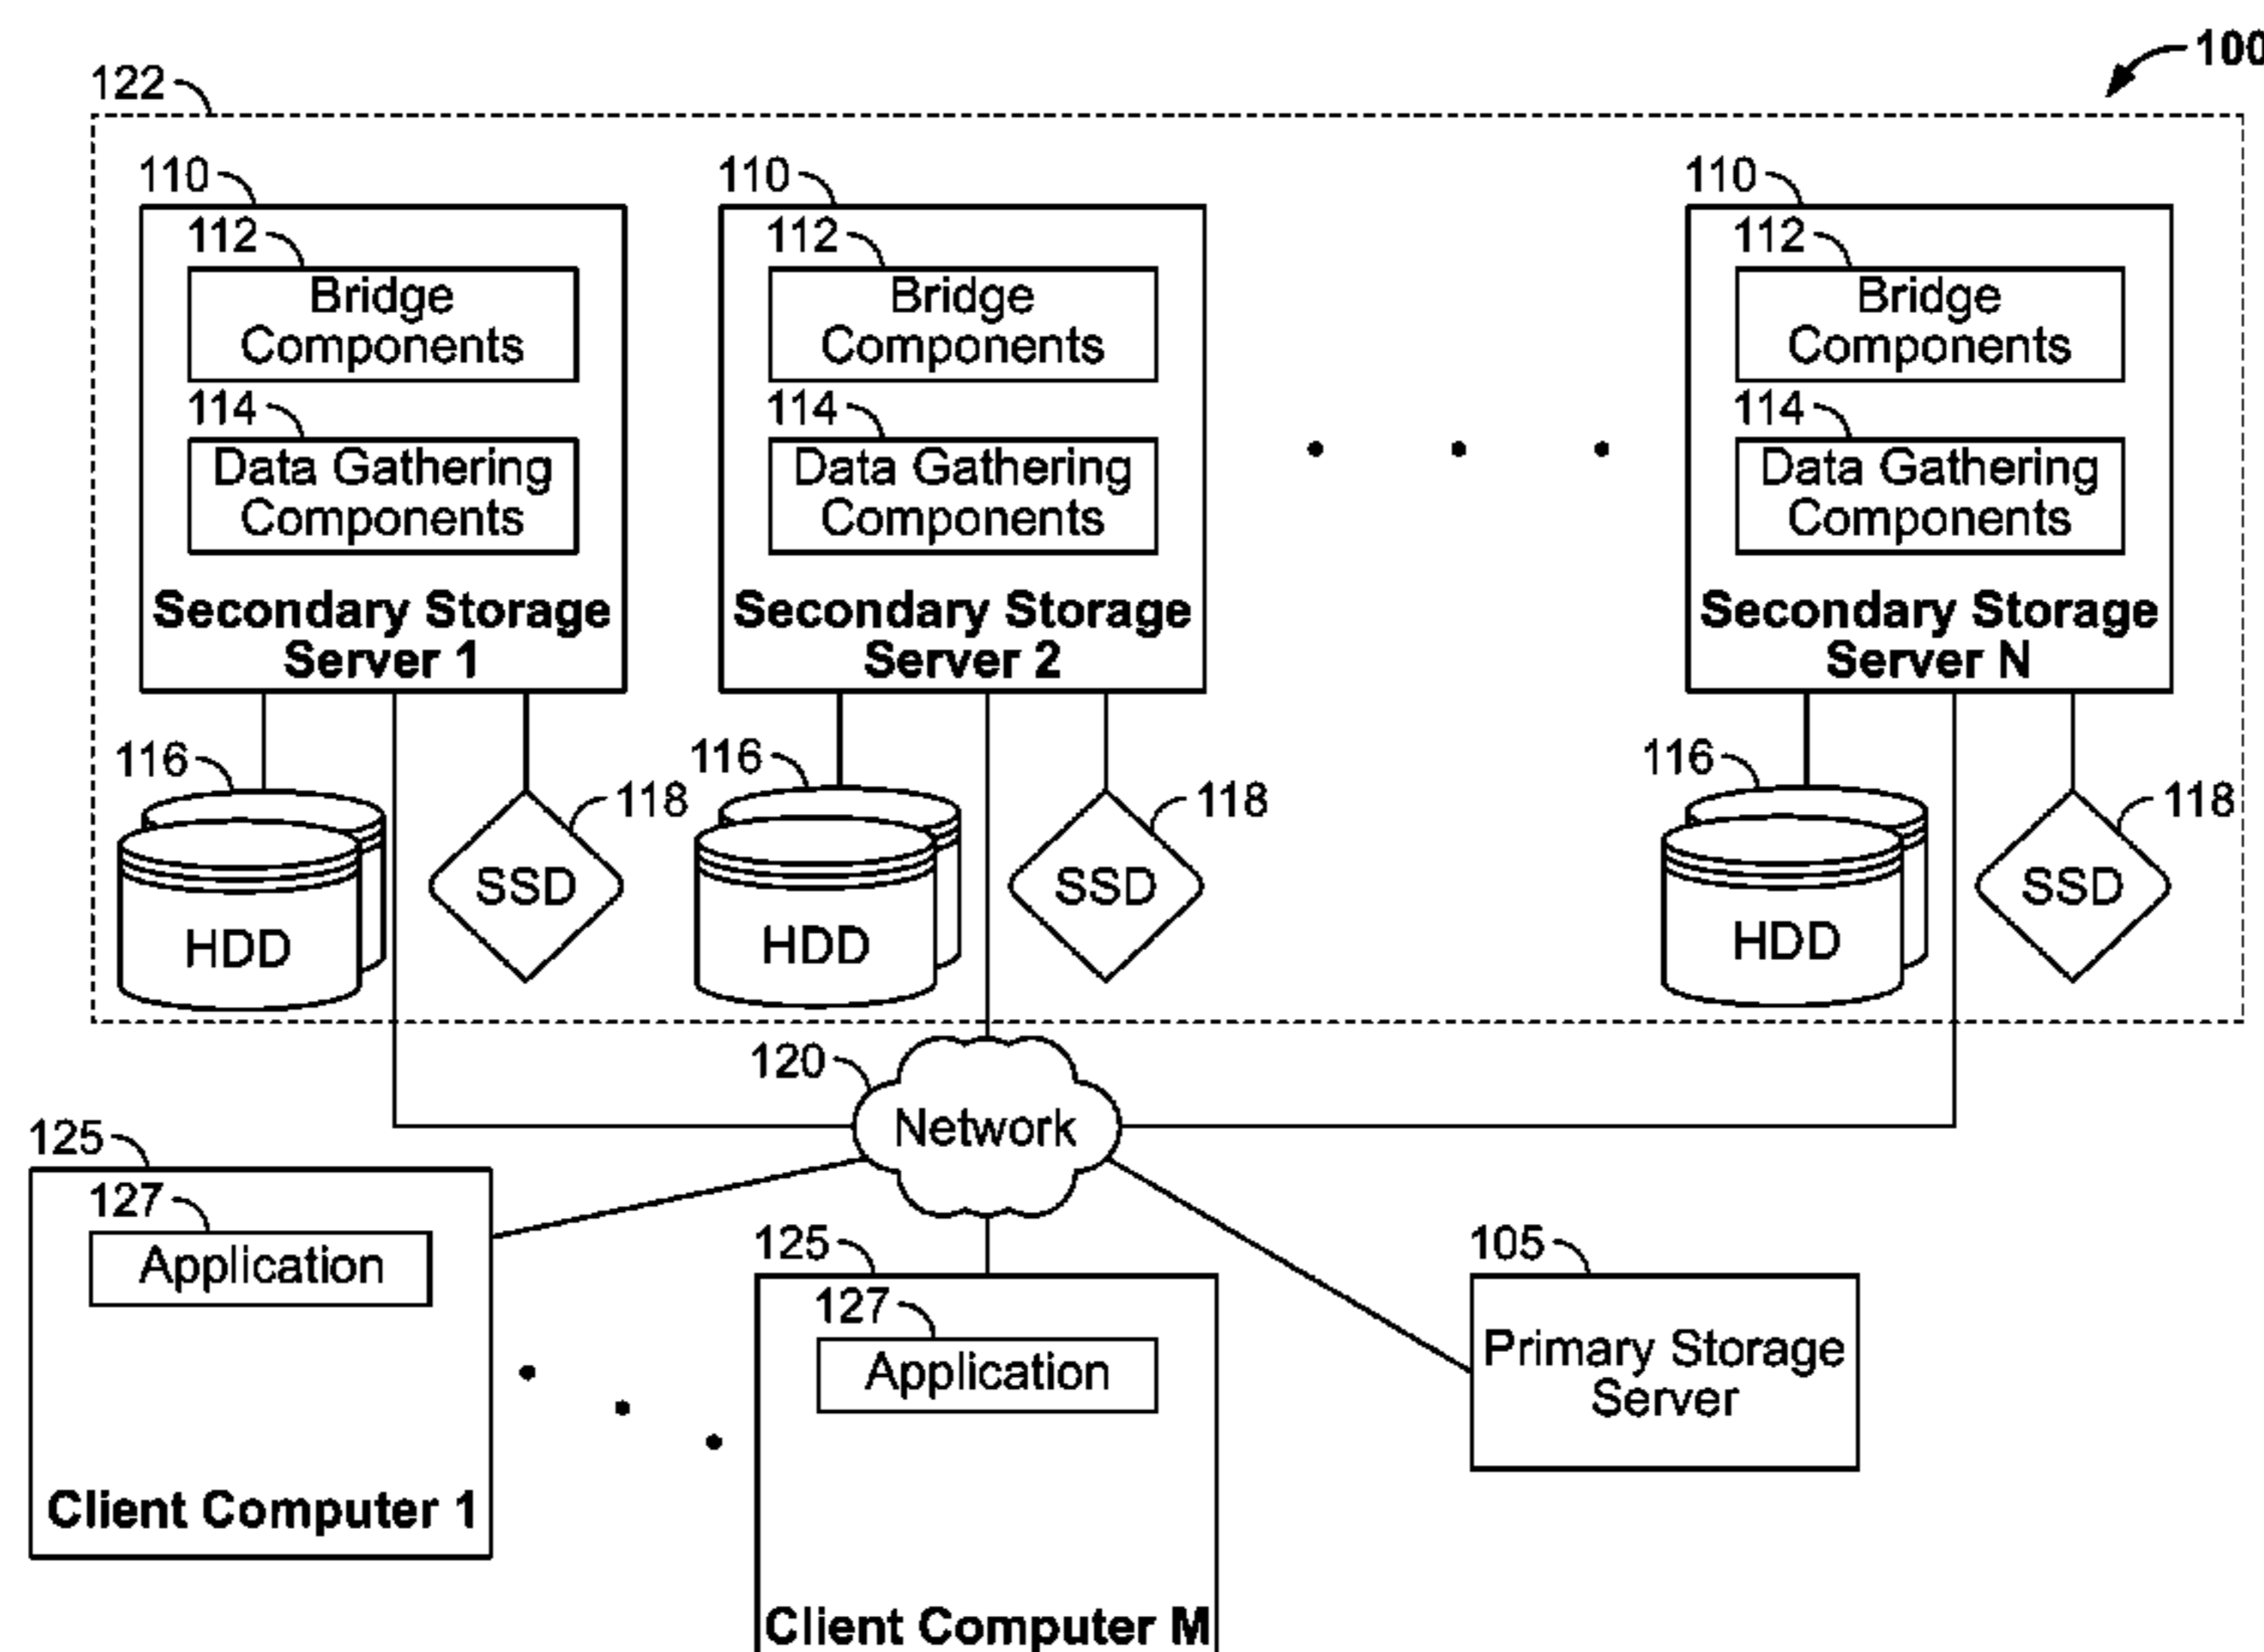 100
122
110
110
110
112
112
112
Bridge
Components
Bridge
Components
Bridge
Components
114
114
114
Data Gathering
Components
Data Gathering
Components
Data Gathering
Components
Secondary Storage
Server 1
Secondary Storage
Server 2
Secondary Storage
Server N
116
118
116
118
116
118
HDD
SSD
HDD
SSD
HDD
SSD
120
Network
125
127
Application
Client Computer 1
125
127
Application
Client Computer M
105
Primary Storage
Server